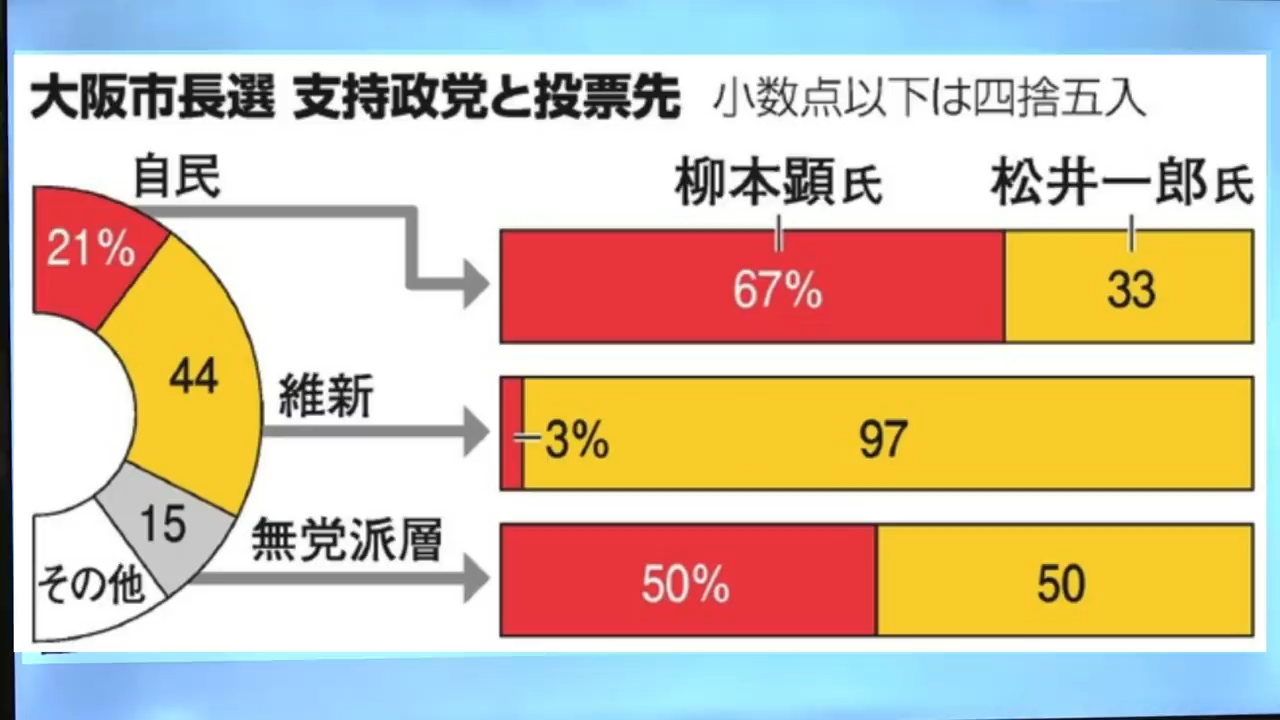 大阪市長選 支持政党と投票先 小数点以下は四捨五入
自民
柳本顕氏 松井一郎氏
21%
67% 33
44
維新
3% 97
15
無党派層
その他
50% 50